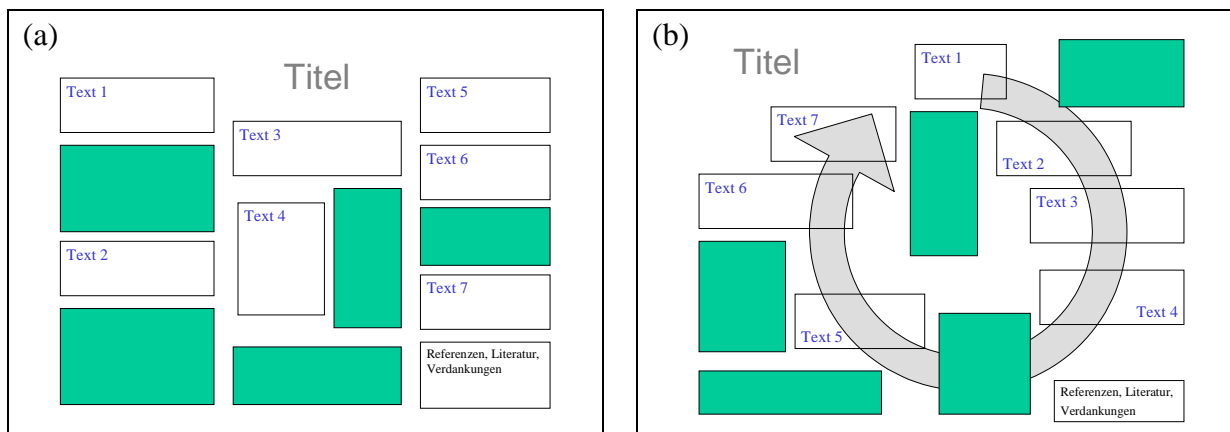 (a)
Titel
Text 1
Text 2
Text 3
Text 4
Text 5
Text 6
Text 7
Referenzen, Literatur,
Verdankungen
(b)
Titel
Text 1
Text 2
Text 3
Text 4
Text 5
Text 6
Text 7
Referenzen, Literatur,
Verdankungen